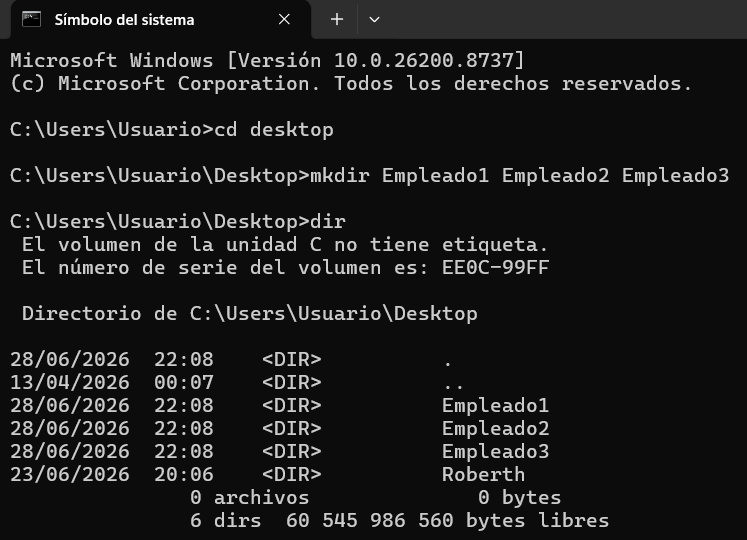 Símbolo del sistema
Microsoft Windows [Versión 10.0.26200.8737]
(c) Microsoft Corporation. Todos los derechos reservados.
C:\Users\Usuario>cd desktop
C:\Users\Usuario\Desktop>mkdir Empleado1 Empleado2 Empleado3
C:\Users\Usuario\Desktop>dir
 El volumen de la unidad C no tiene etiqueta.
 El número de serie del volumen es: EE0C-99FF
 Directorio de C:\Users\Usuario\Desktop
28/06/2026  22:08    <DIR>          .
13/04/2026  00:07    <DIR>          ..
28/06/2026  22:08    <DIR>          Empleado1
28/06/2026  22:08    <DIR>          Empleado2
28/06/2026  22:08    <DIR>          Empleado3
23/06/2026  20:06    <DIR>          Roberth
               0 archivos              0 bytes
               6 dirs  60 545 986 560 bytes libres